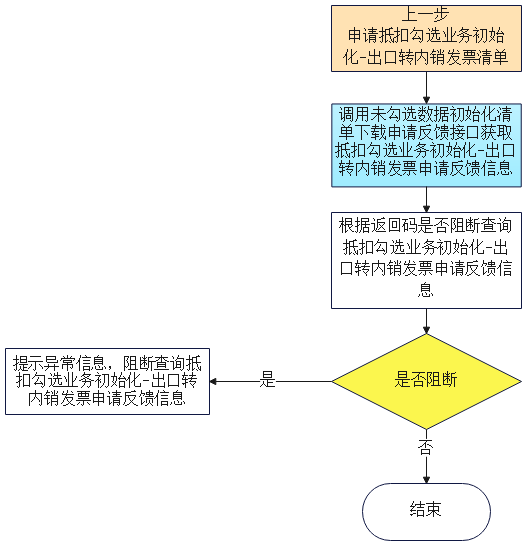 上一步
申请抵扣勾选业务初始
化-出口转内销发票清单
调用未勾选数据初始化清
单下载申请反馈接口获取
抵扣勾选业务初始化-出口
转内销发票申请反馈信息
根据返回码是否阻断查询
抵扣勾选业务初始化-出
口转内销发票申请反馈信
息
提示异常信息，阻断查询抵
扣勾选业务初始化-出口转
内销发票申请反馈信息
是
是否阻断
否
结束